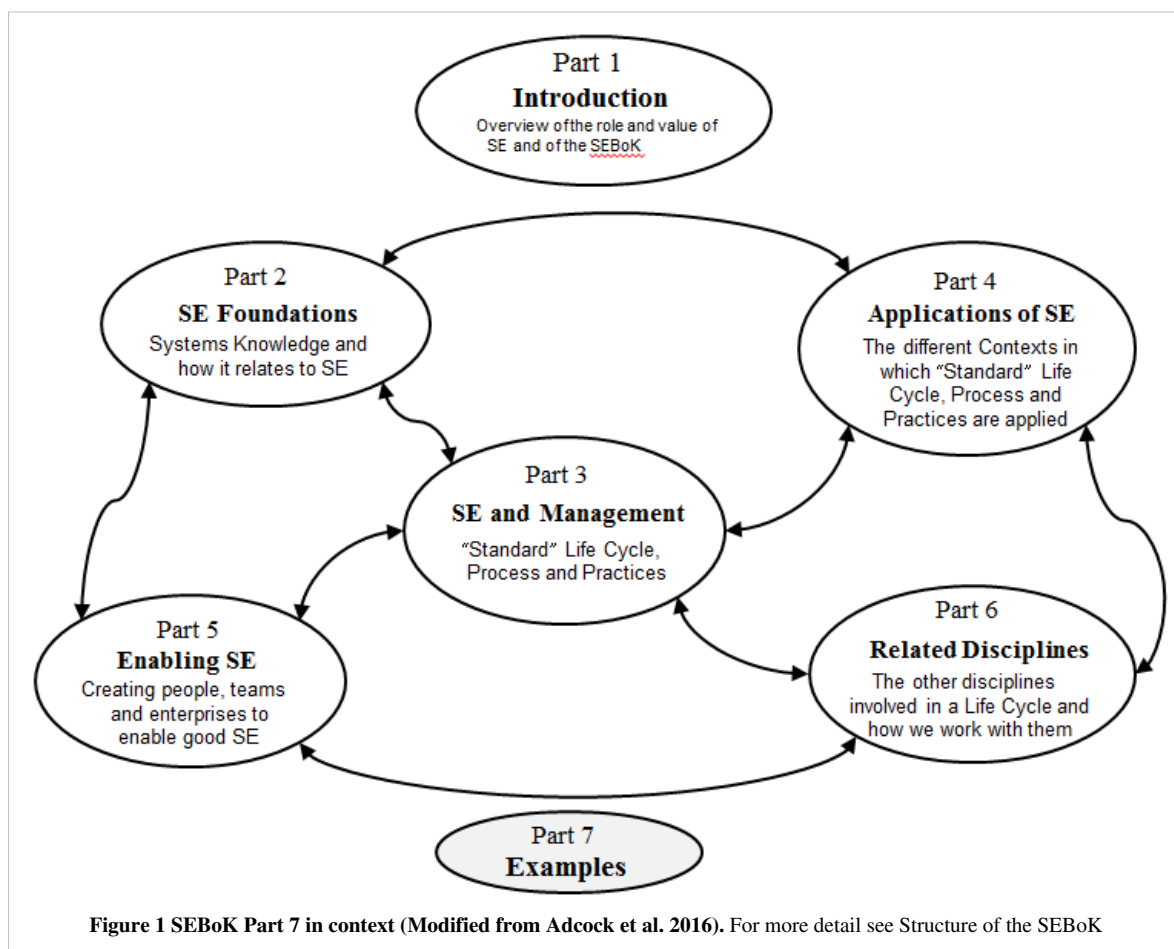 Part 1
Introduction
Overview of the role and value of
SE and of the SEBoK
Part 2
SE Foundations
Systems Knowledge and
how it relates to SE
Part 4
Applications of SE
The different Contexts in
which “Standard” Life
Cycle, Process and
Practices are applied
Part 3
SE and Management
“Standard” Life Cycle,
Process and Practices
Part 5
Enabling SE
Creating people, teams
and enterprises to
enable good SE
Part 6
Related Disciplines
The other disciplines
involved in a Life Cycle and
how we work with them
Part 7
Examples
Figure 1 SEBoK Part 7 in context (Modified from Adcock et al. 2016). For more detail see Structure of the SEBoK